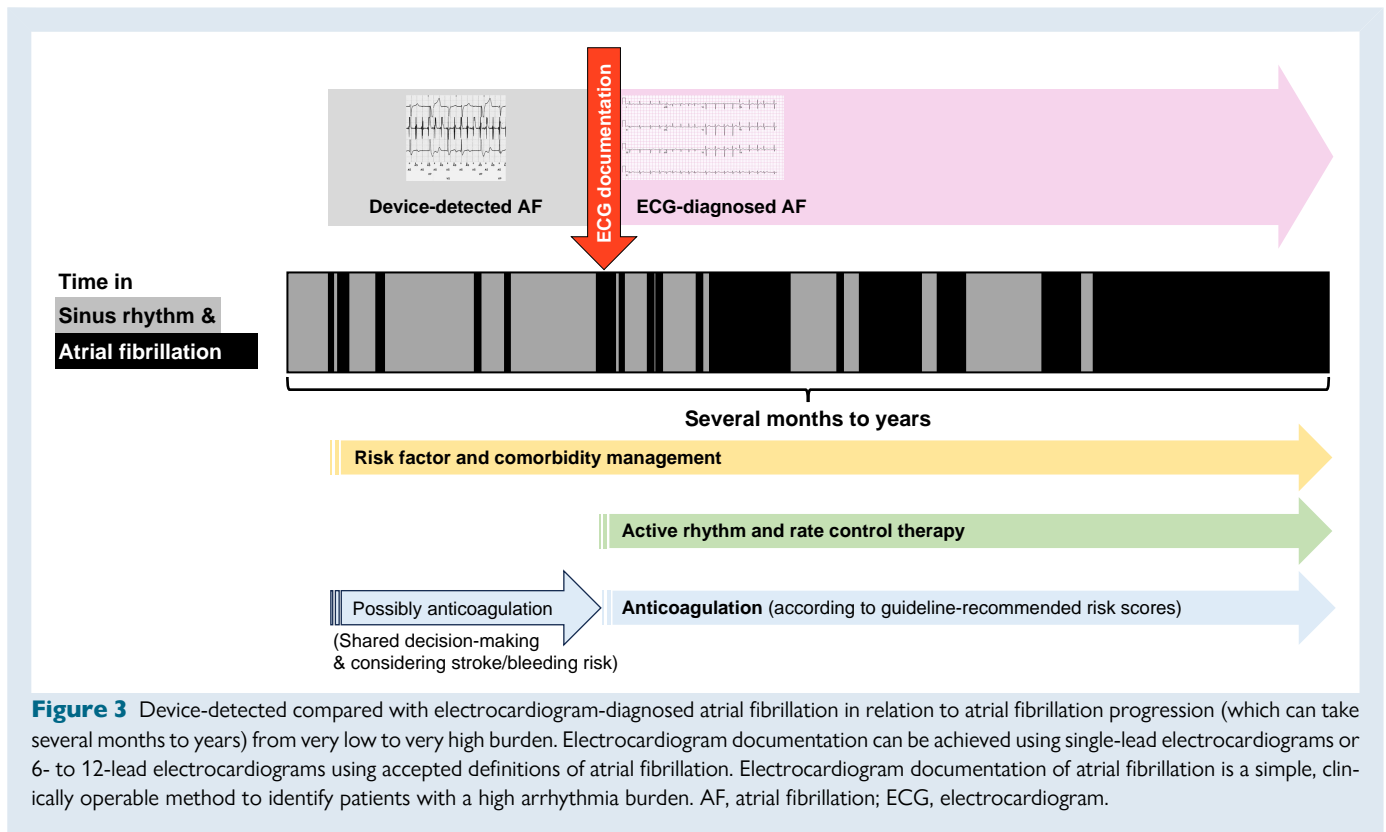 ECG documentation
Device-detected AF
ECG-diagnosed AF
Time in
Sinus rhythm &
Atrial fibrillation
Several months to years
Risk factor and comorbidity management
Active rhythm and rate control therapy
Possibly anticoagulation
(Shared decision-making
& considering stroke/bleeding risk)
Anticoagulation (according to guideline-recommended risk scores)
Figure 3 Device-detected compared with electrocardiogram-diagnosed atrial fibrillation in relation to atrial fibrillation progression (which can take
several months to years) from very low to very high burden. Electrocardiogram documentation can be achieved using single-lead electrocardiograms or
6- to 12-lead electrocardiograms using accepted definitions of atrial fibrillation. Electrocardiogram documentation of atrial fibrillation is a simple, clin-
ically operable method to identify patients with a high arrhythmia burden. AF, atrial fibrillation; ECG, electrocardiogram.